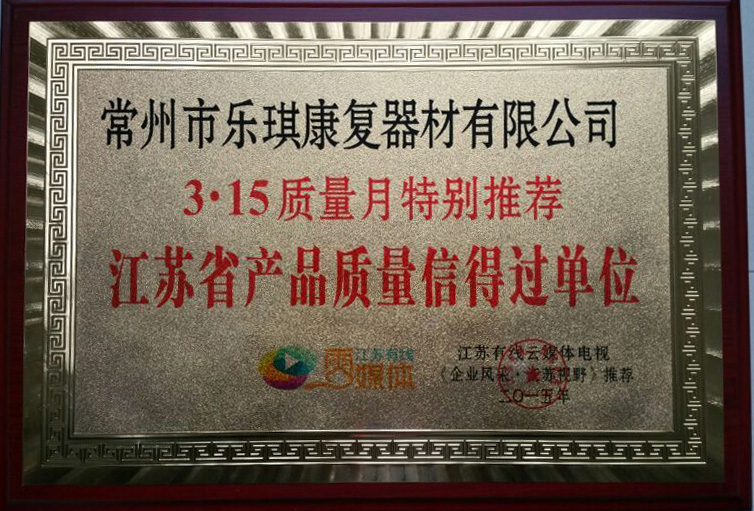 常州市乐琪康复器材有限公司
3·15质量月特别推荐
江苏省产品质量信得过单位
江苏有线
云媒体
江苏有线云媒体电视
《企业风采·食苏视野》推荐
二〇一五年